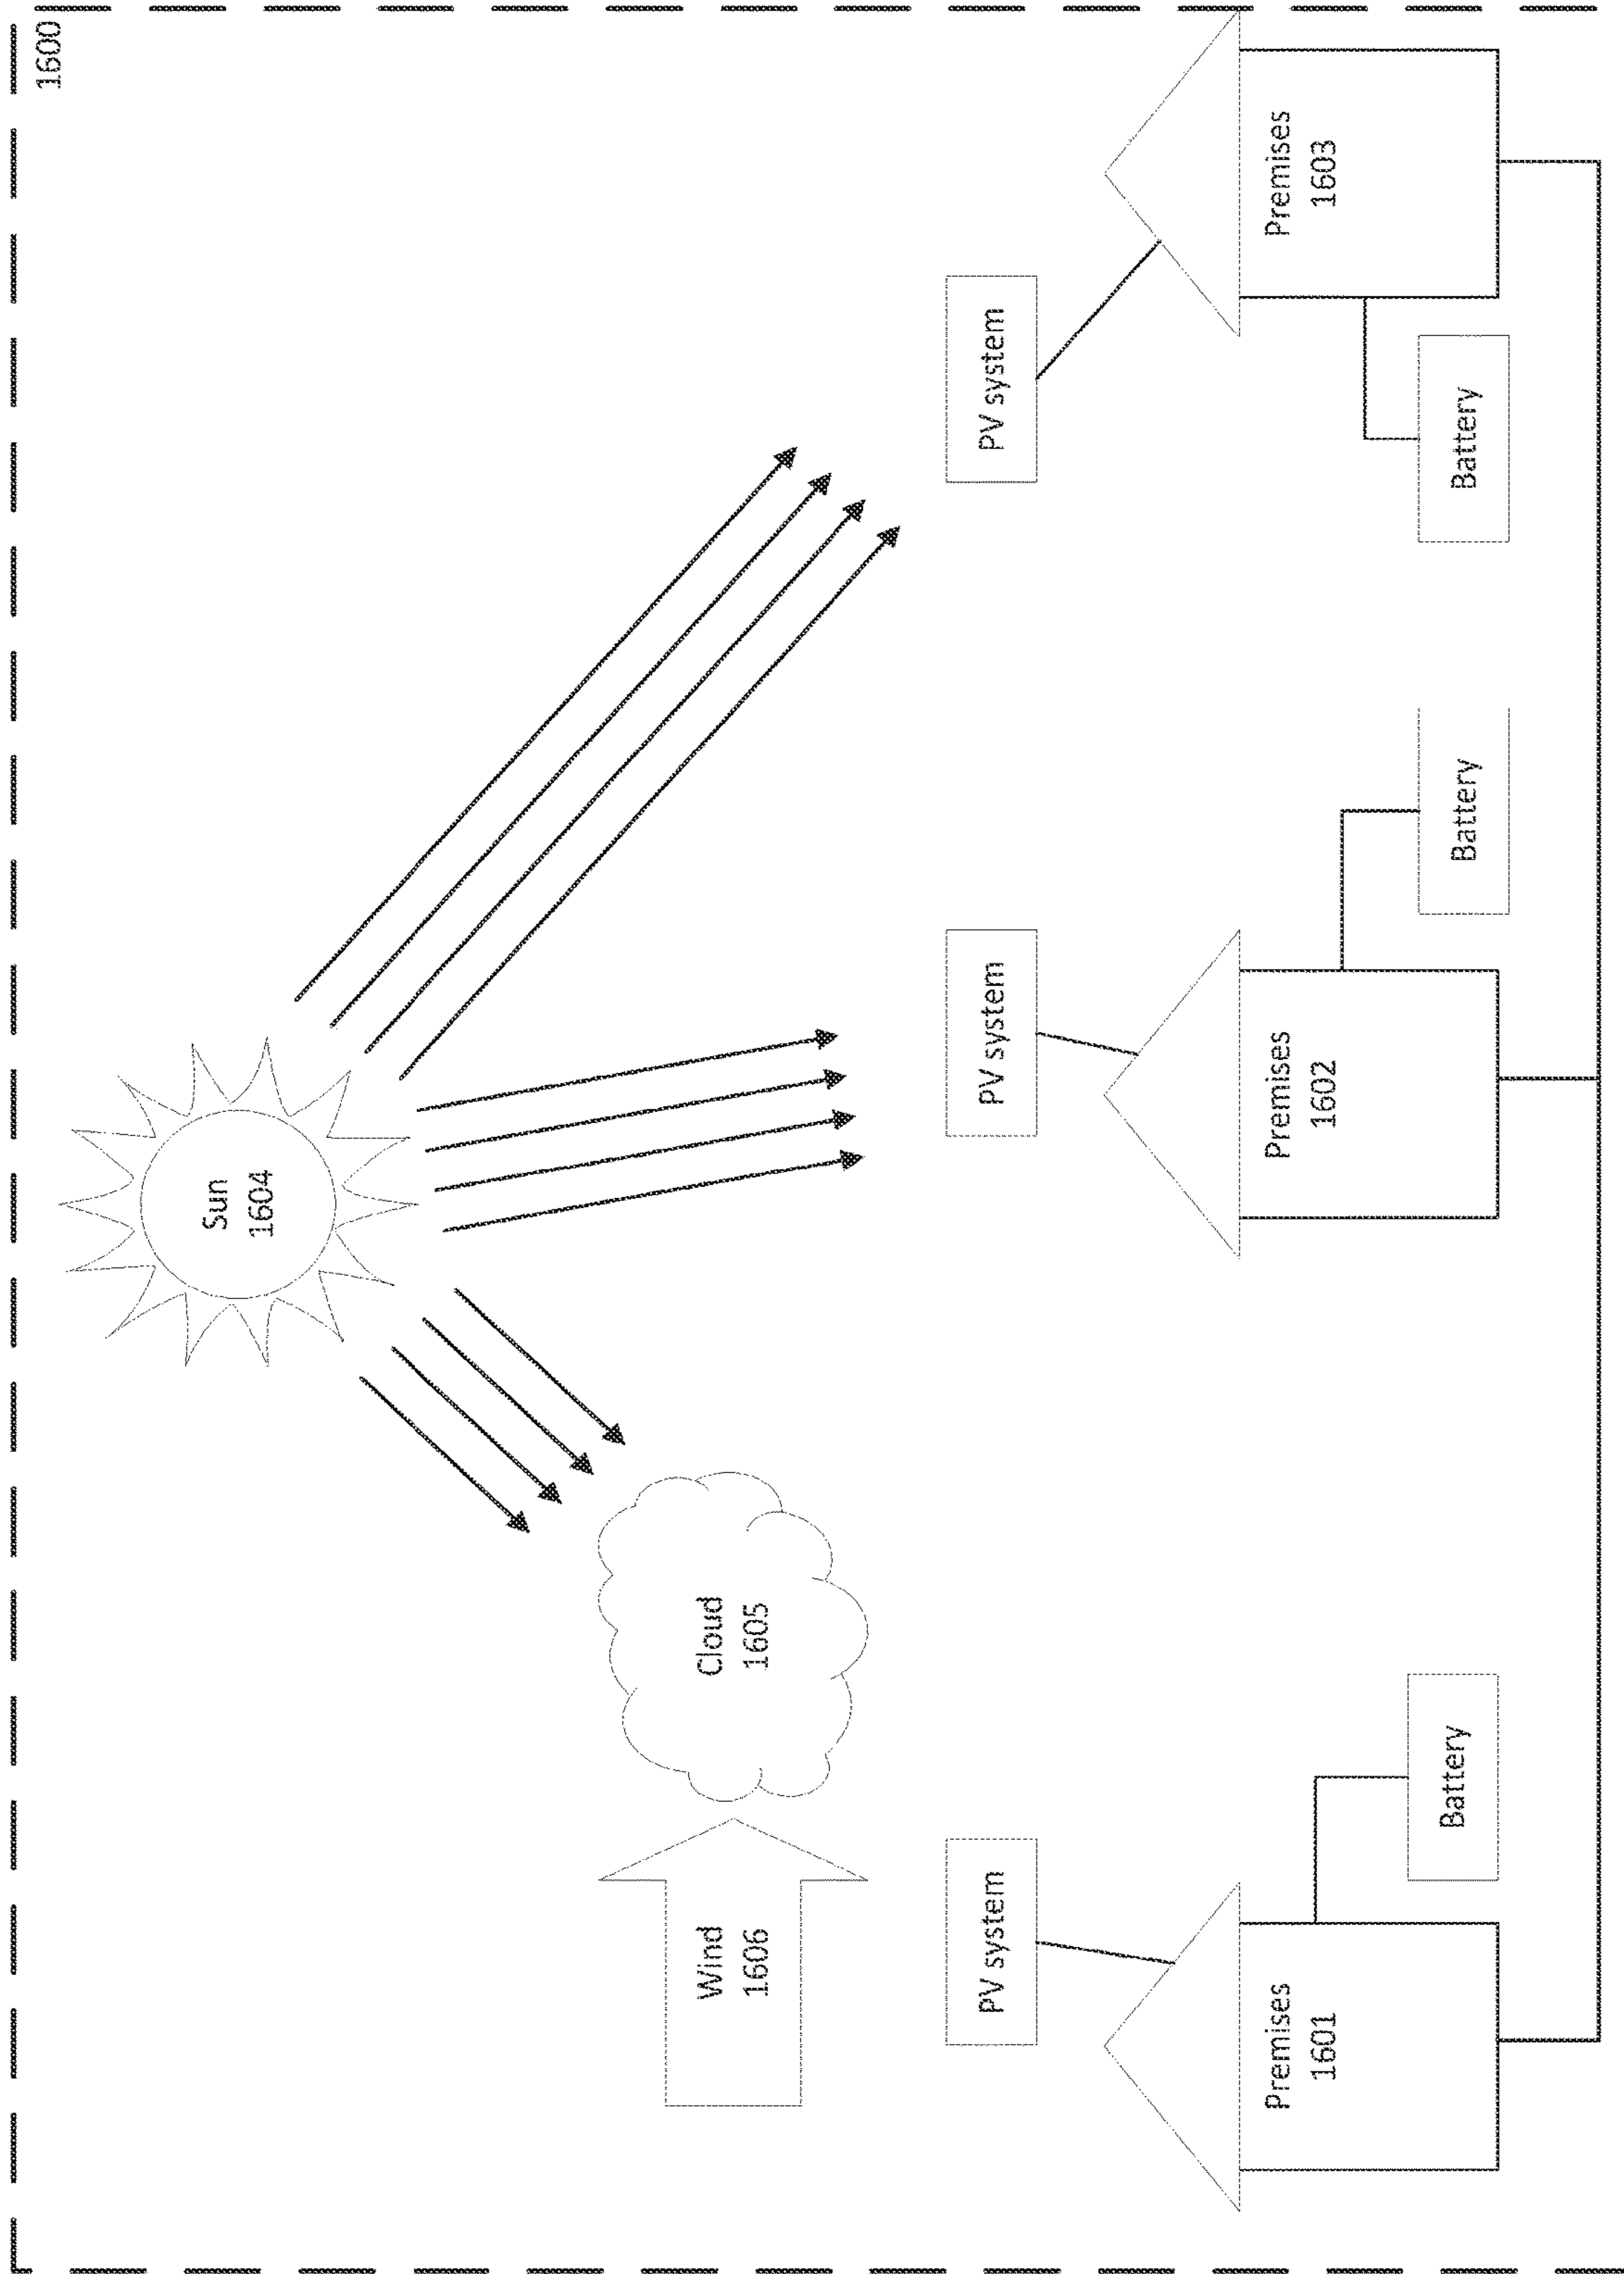 1600
Sun
1604
Cloud
1605
Wind
1606
PV system
PV system
PV system
Premises
1601
Battery
Premises
1602
Battery
Premises
1603
Battery